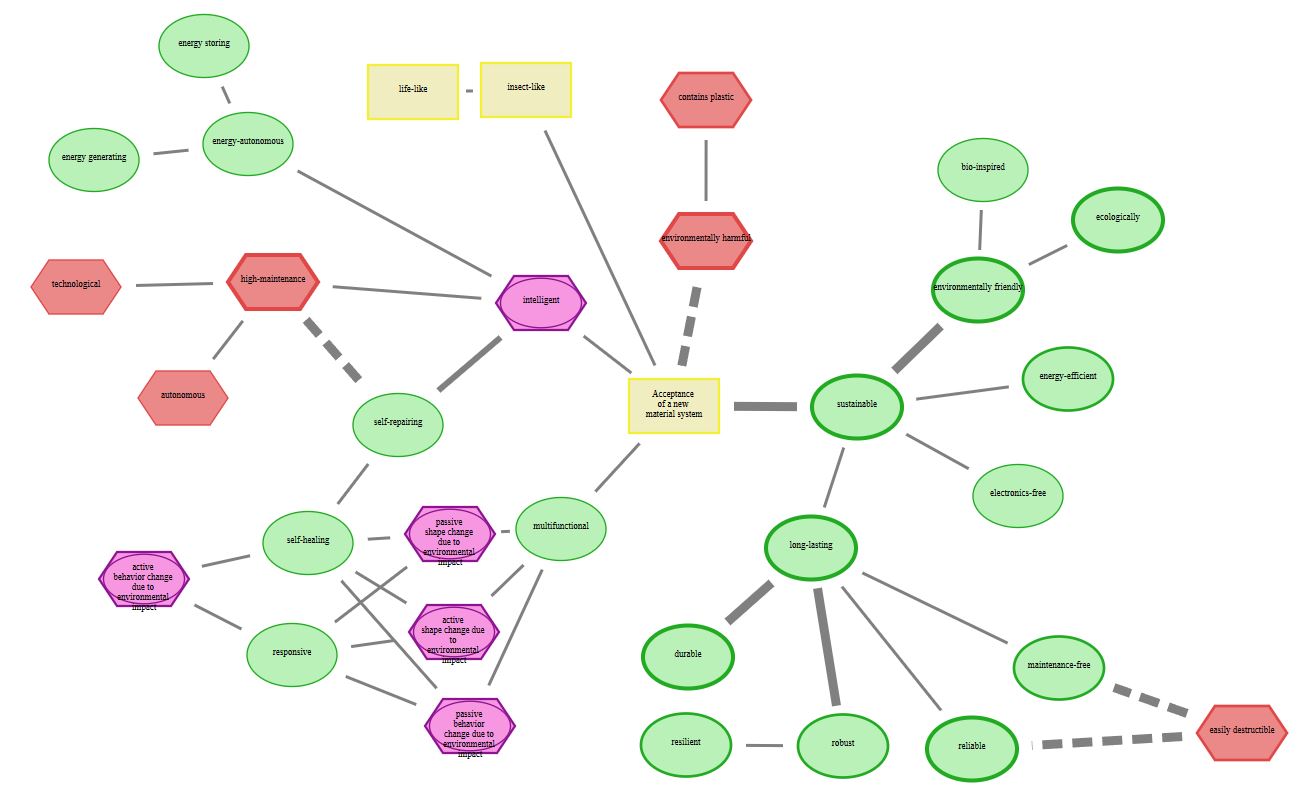 energy storing
life-like
insect-like
contains plastic
energy-autonomous
energy generating
bio-inspired
ecologically
environmentally harmful
technological
high-maintenance
intelligent
environmentally friendly
autonomous
self-repairing
Acceptance
of a new
material system
sustainable
energy-efficient
electronics-free
self-healing
passive
shape change
due to
environmental
impact
multifunctional
long-lasting
active
behavior change
due to
environmental
impact
active
shape change due
to
environmental
impact
responsive
durable
maintenance-free
passive
behavior
change due to
environmental
impact
resilient
robust
reliable
easily destructible